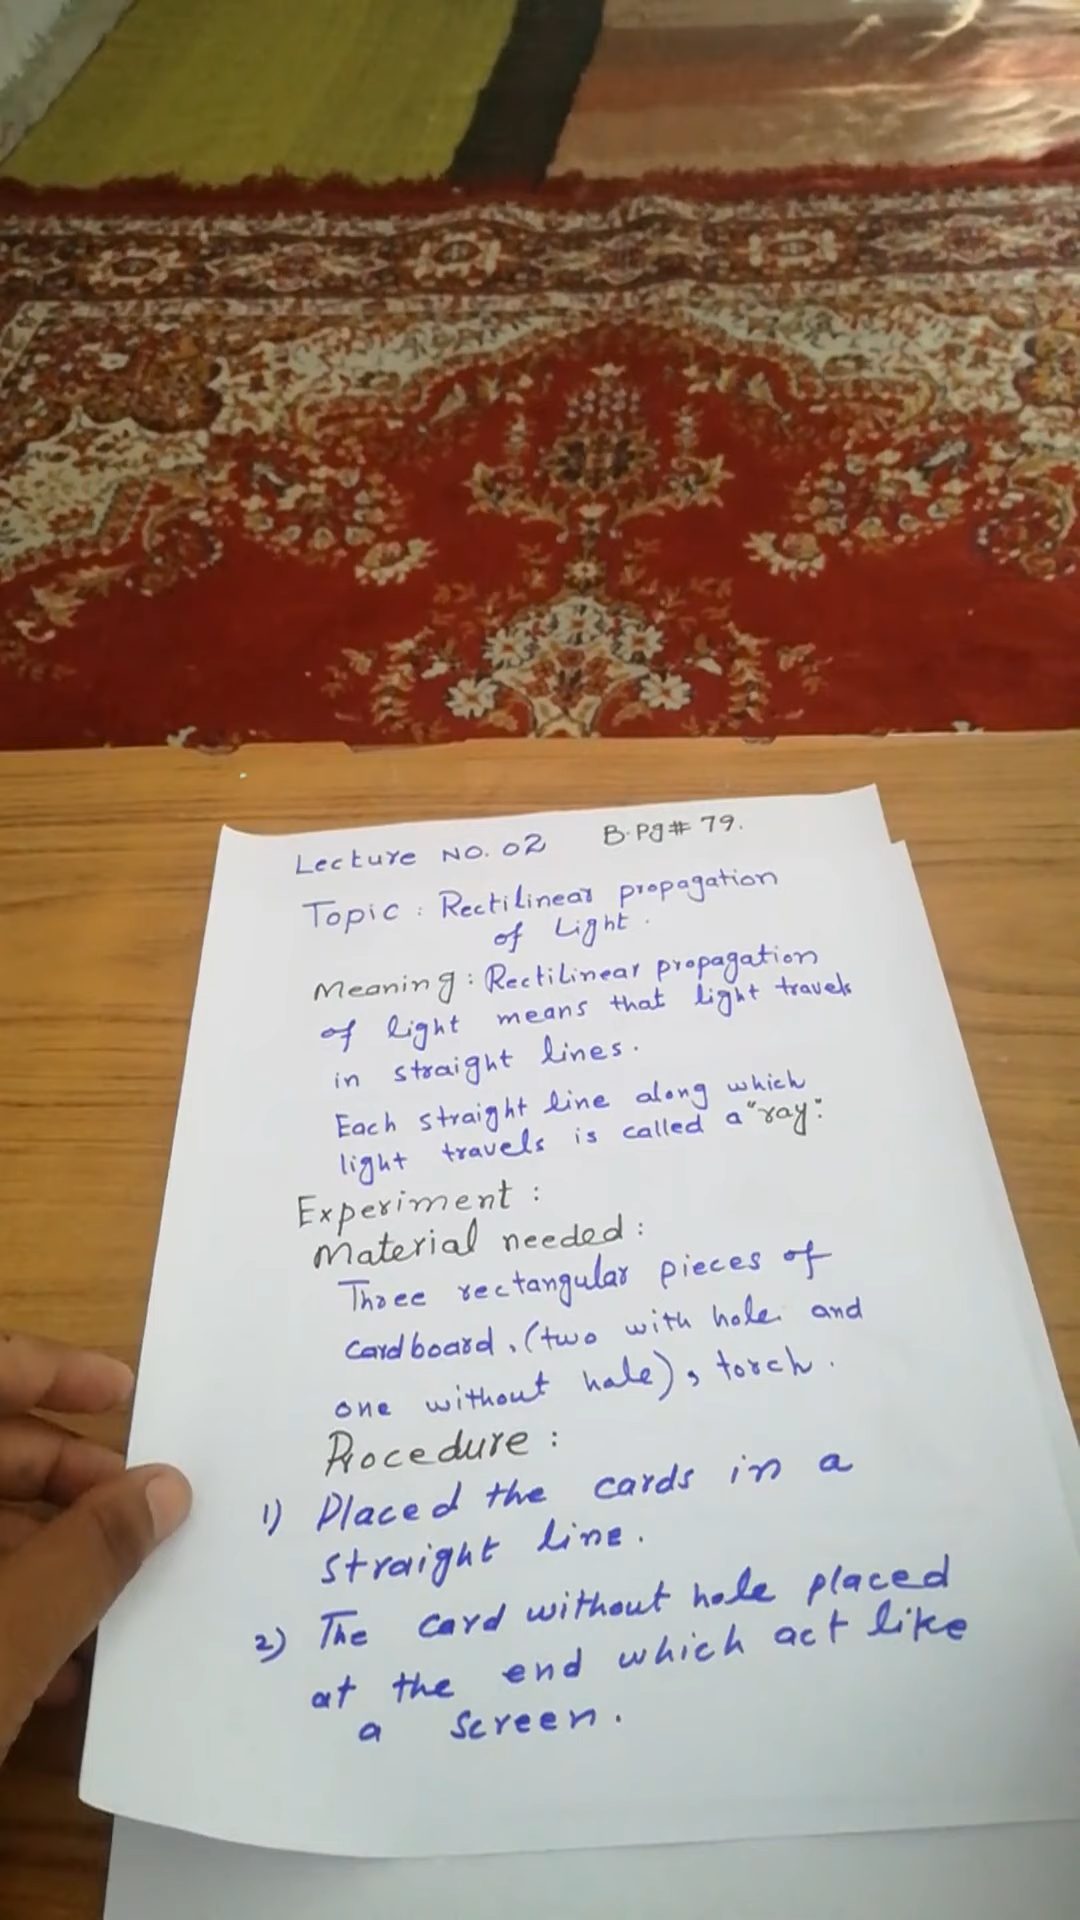 Lecture NO. 02 B.Pg# 79.
Topic : Rectilinear propagation
of Light.
Meaning : Rectilinear propagation
of light means that light travels
in straight lines.
Each straight line along which
light travels is called a "ray".
Experiment :
Material needed :
Three rectangular pieces of
cardboard, (two with hole and
one without hole), torch.
Procedure :
1) Placed the cards in a
straight line.
2) The card without hole placed
at the end which act like
a screen.